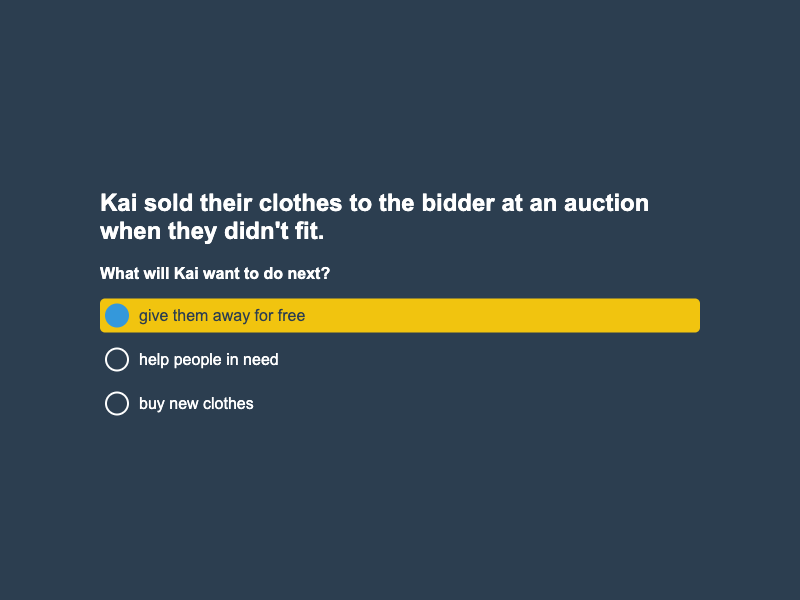 Kai sold their clothes to the bidder at an auction
when they didn't fit.
What will Kai want to do next?
give them away for free
help people in need
buy new clothes